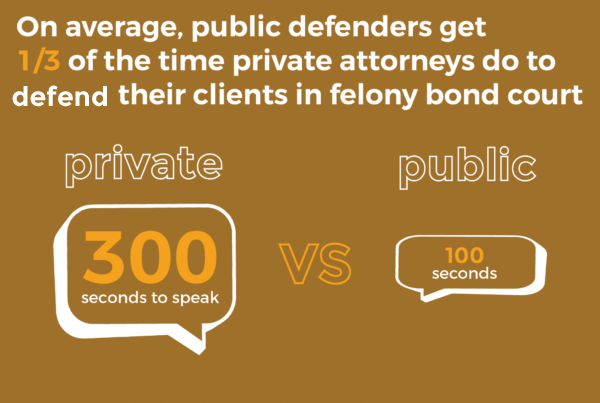 On average, public defenders get
1/3 of the time private attorneys do to
defend their clients in felony bond court
private
public
300
seconds to speak
VS
100
seconds